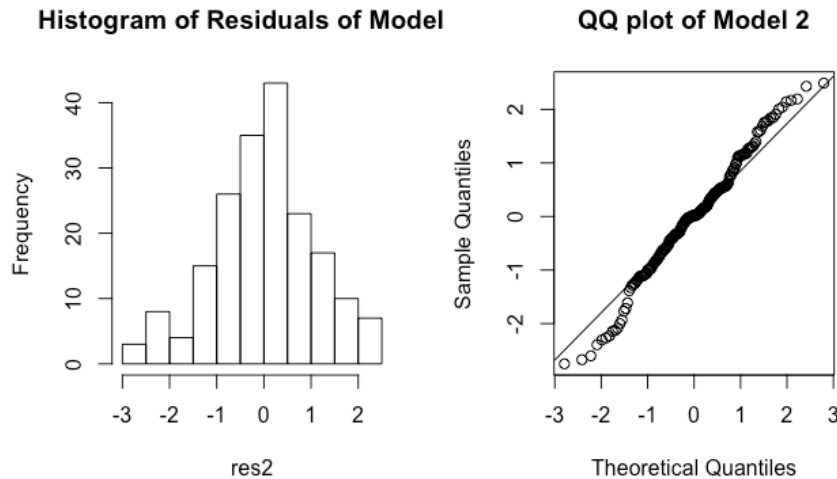 Histogram of Residuals of Model
Frequency
0 10 20 30 40
-3 -2 -1 0 1 2
res2
QQ plot of Model 2
Sample Quantiles
-2 -1 0 1 2
-3 -2 -1 0 1 2 3
Theoretical Quantiles